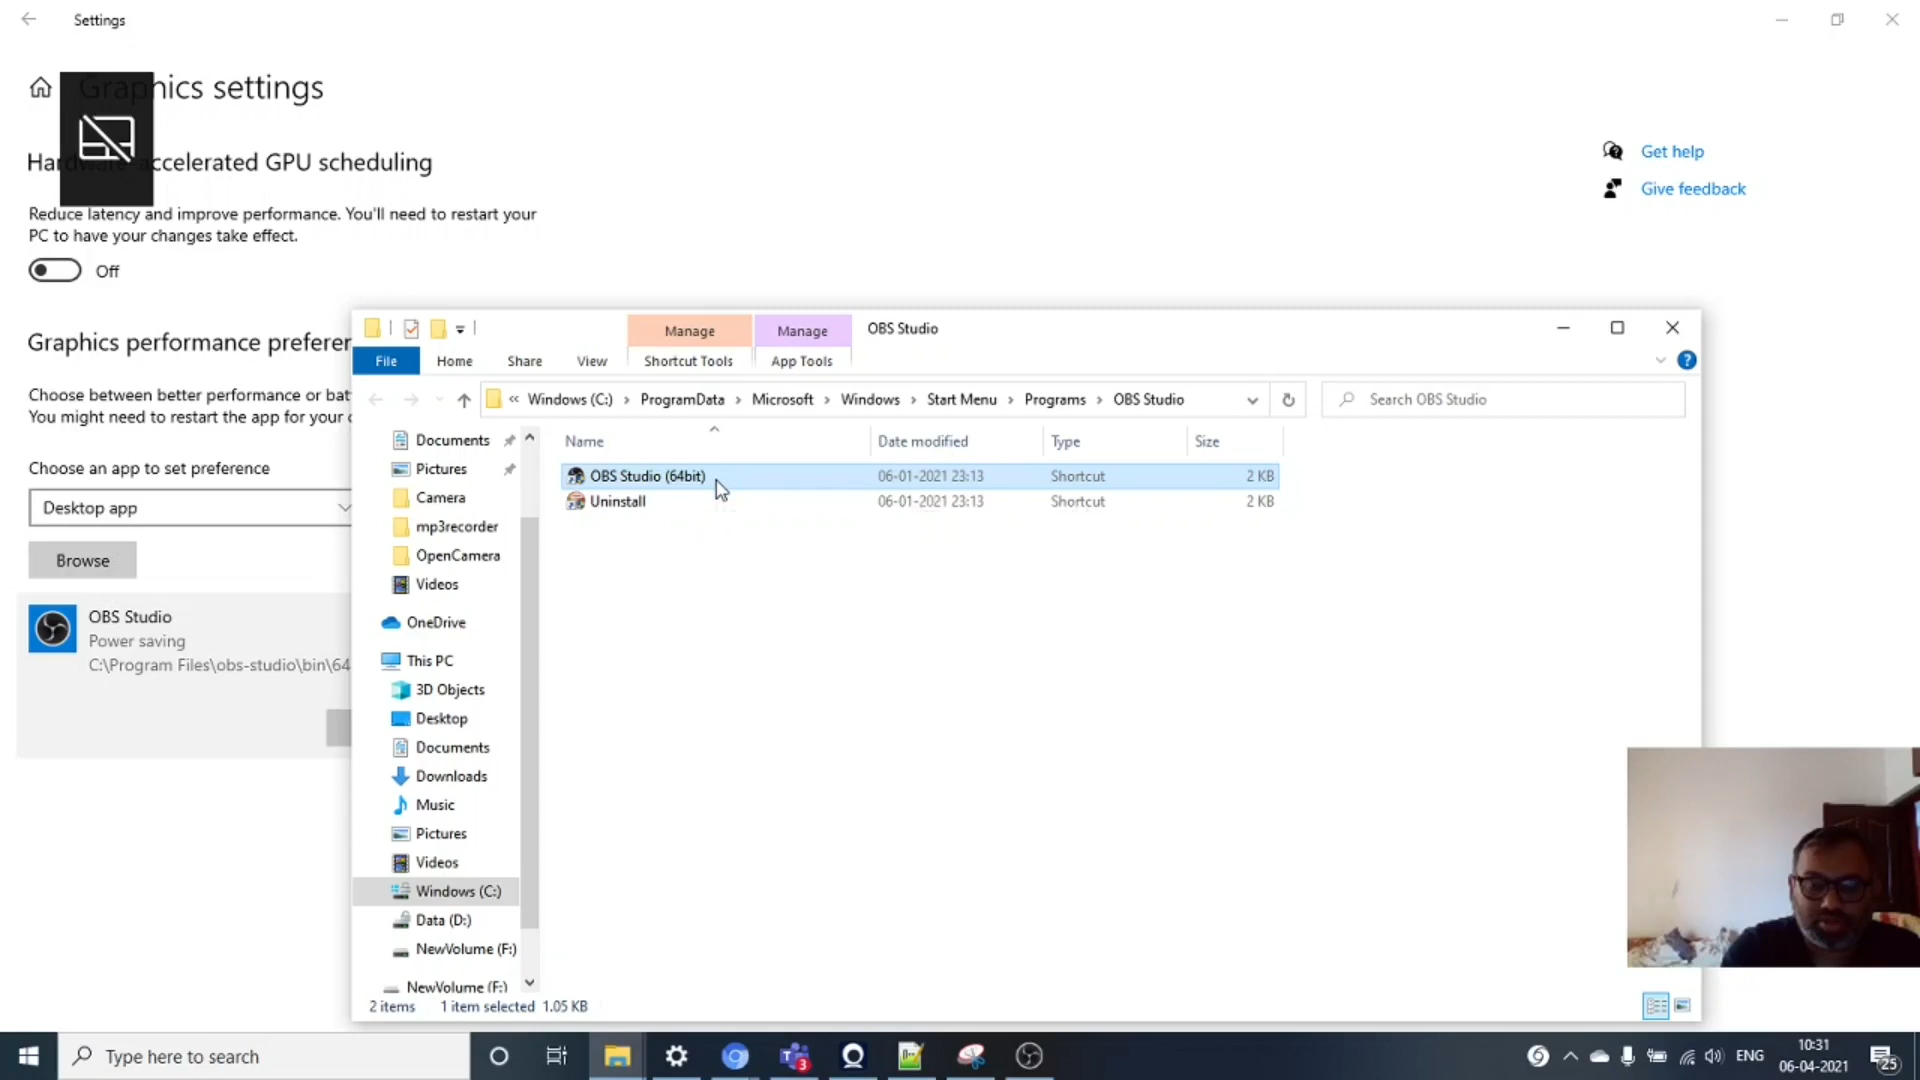 Settings
Graphics settings
Hardware-accelerated GPU scheduling
Reduce latency and improve performance. You'll need to restart your
PC to have your changes take effect.
Off
Get help
Give feedback
Graphics performance prefere
Choose between better performance or bat
You might need to restart the app for your
Choose an app to set preference
Desktop app
Browse
OBS Studio
Power saving
C:\Program Files\obs-studio\bin\64
Manage
Manage
OBS Studio
File
Home
Share
View
Shortcut Tools
App Tools
« Windows (C:) › ProgramData › Microsoft › Windows › Start Menu › Programs › OBS Studio
Search OBS Studio
Name
Date modified
Type
Size
OBS Studio (64bit)
06-01-2021 23:13
Shortcut
2 KB
Uninstall
06-01-2021 23:13
Shortcut
2 KB
Documents
Pictures
Camera
mp3recorder
OpenCamera
Videos
OneDrive
This PC
3D Objects
Desktop
Documents
Downloads
Music
Pictures
Videos
Windows (C:)
Data (D:)
NewVolume (F:)
NewVolume (F:)
2 items
1 item selected 1.05 KB
Type here to search
3
ENG
10:31
06-04-2021
25